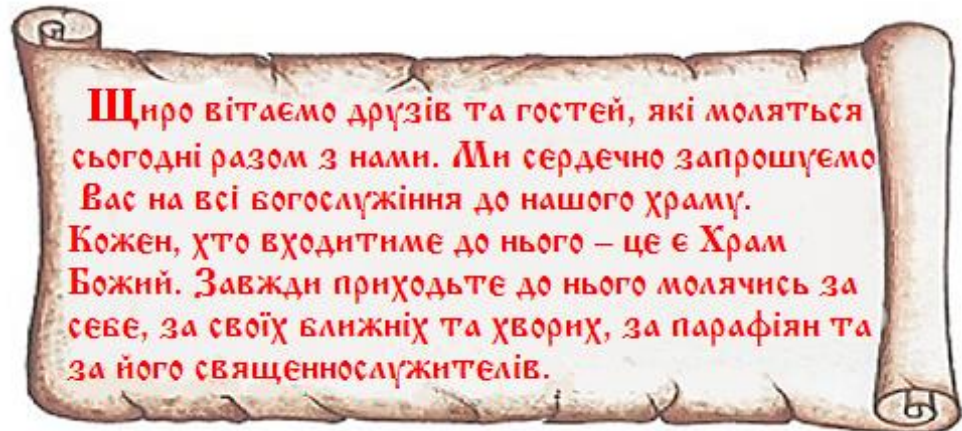 Щиро вітаємо друзів та гостей, які моляться
сьогодні разом з нами. Ми сердечно запрошуємо
Вас на всі богослужіння до нашого храму.
Кожен, хто входитиме до нього – це є Храм
Божий. Завжди приходьте до нього молячись за
себе, за своїх ближніх та хворих, за парафіян та
за його священнослужителів.